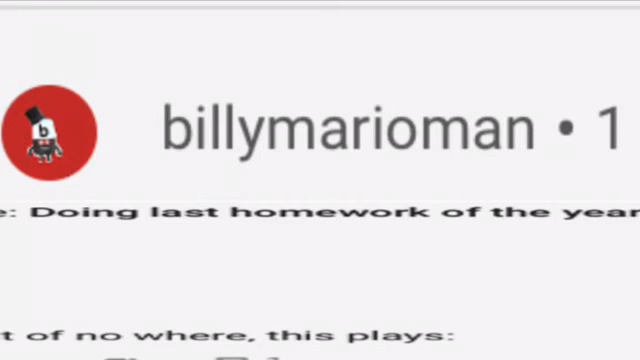 b
billymarioman • 1
e: Doing last homework of the year
t of no where, this plays: